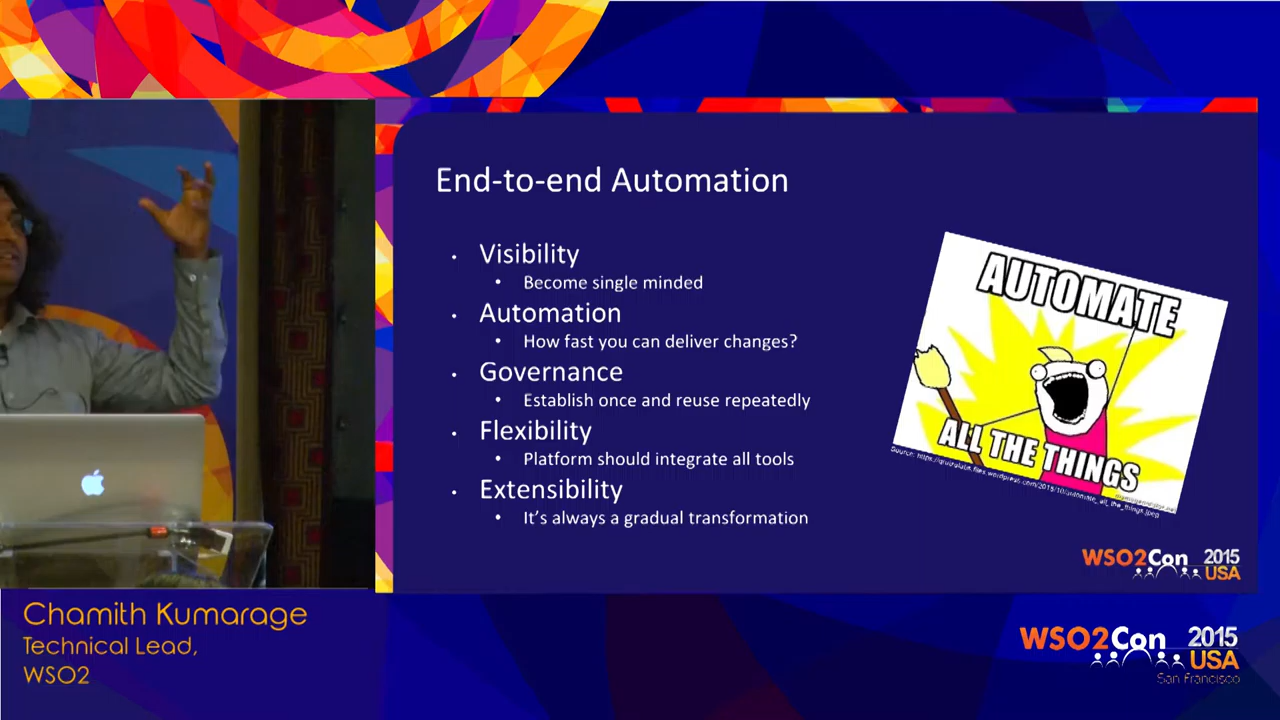 End-to-end Automation
• Visibility
• Become single minded
• Automation
• How fast you can deliver changes?
• Governance
• Establish once and reuse repeatedly
• Flexibility
• Platform should integrate all tools
• Extensibility
• It's always a gradual transformation
AUTOMATE
ALL THE THINGS
memegenerator.net
WSO2Con 2015
USA
Chamith Kumarage
Technical Lead,
WSO2
WSO2Con 2015
USA
San Francisco